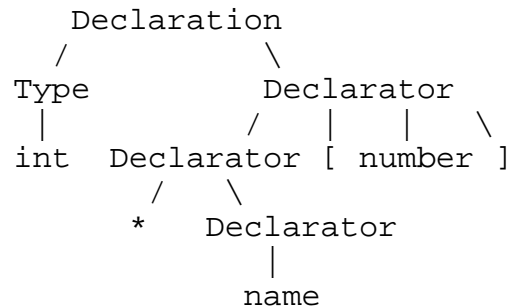 Declaration
/ \
Type Declarator
| / | | \
int Declarator [ number ]
/ \
* Declarator
|
name